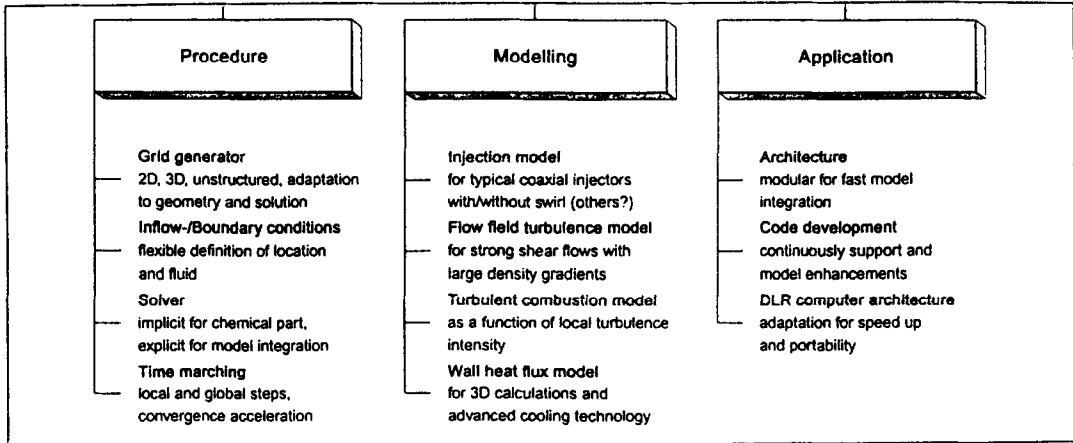 Procedure
Grid generator
2D, 3D, unstructured, adaptation
to geometry and solution
Inflow-/Boundary conditions
flexible definition of location
and fluid
Solver
implicit for chemical part,
explicit for model integration
Time marching
local and global steps,
convergence acceleration
Modelling
Injection model
for typical coaxial injectors
with/without swirl (others?)
Flow field turbulence model
for strong shear flows with
large density gradients
Turbulent combustion model
as a function of local turbulence
intensity
Wall heat flux model
for 3D calculations and
advanced cooling technology
Application
Architecture
modular for fast model
integration
Code development
continuously support and
model enhancements
DLR computer architecture
adaptation for speed up
and portability